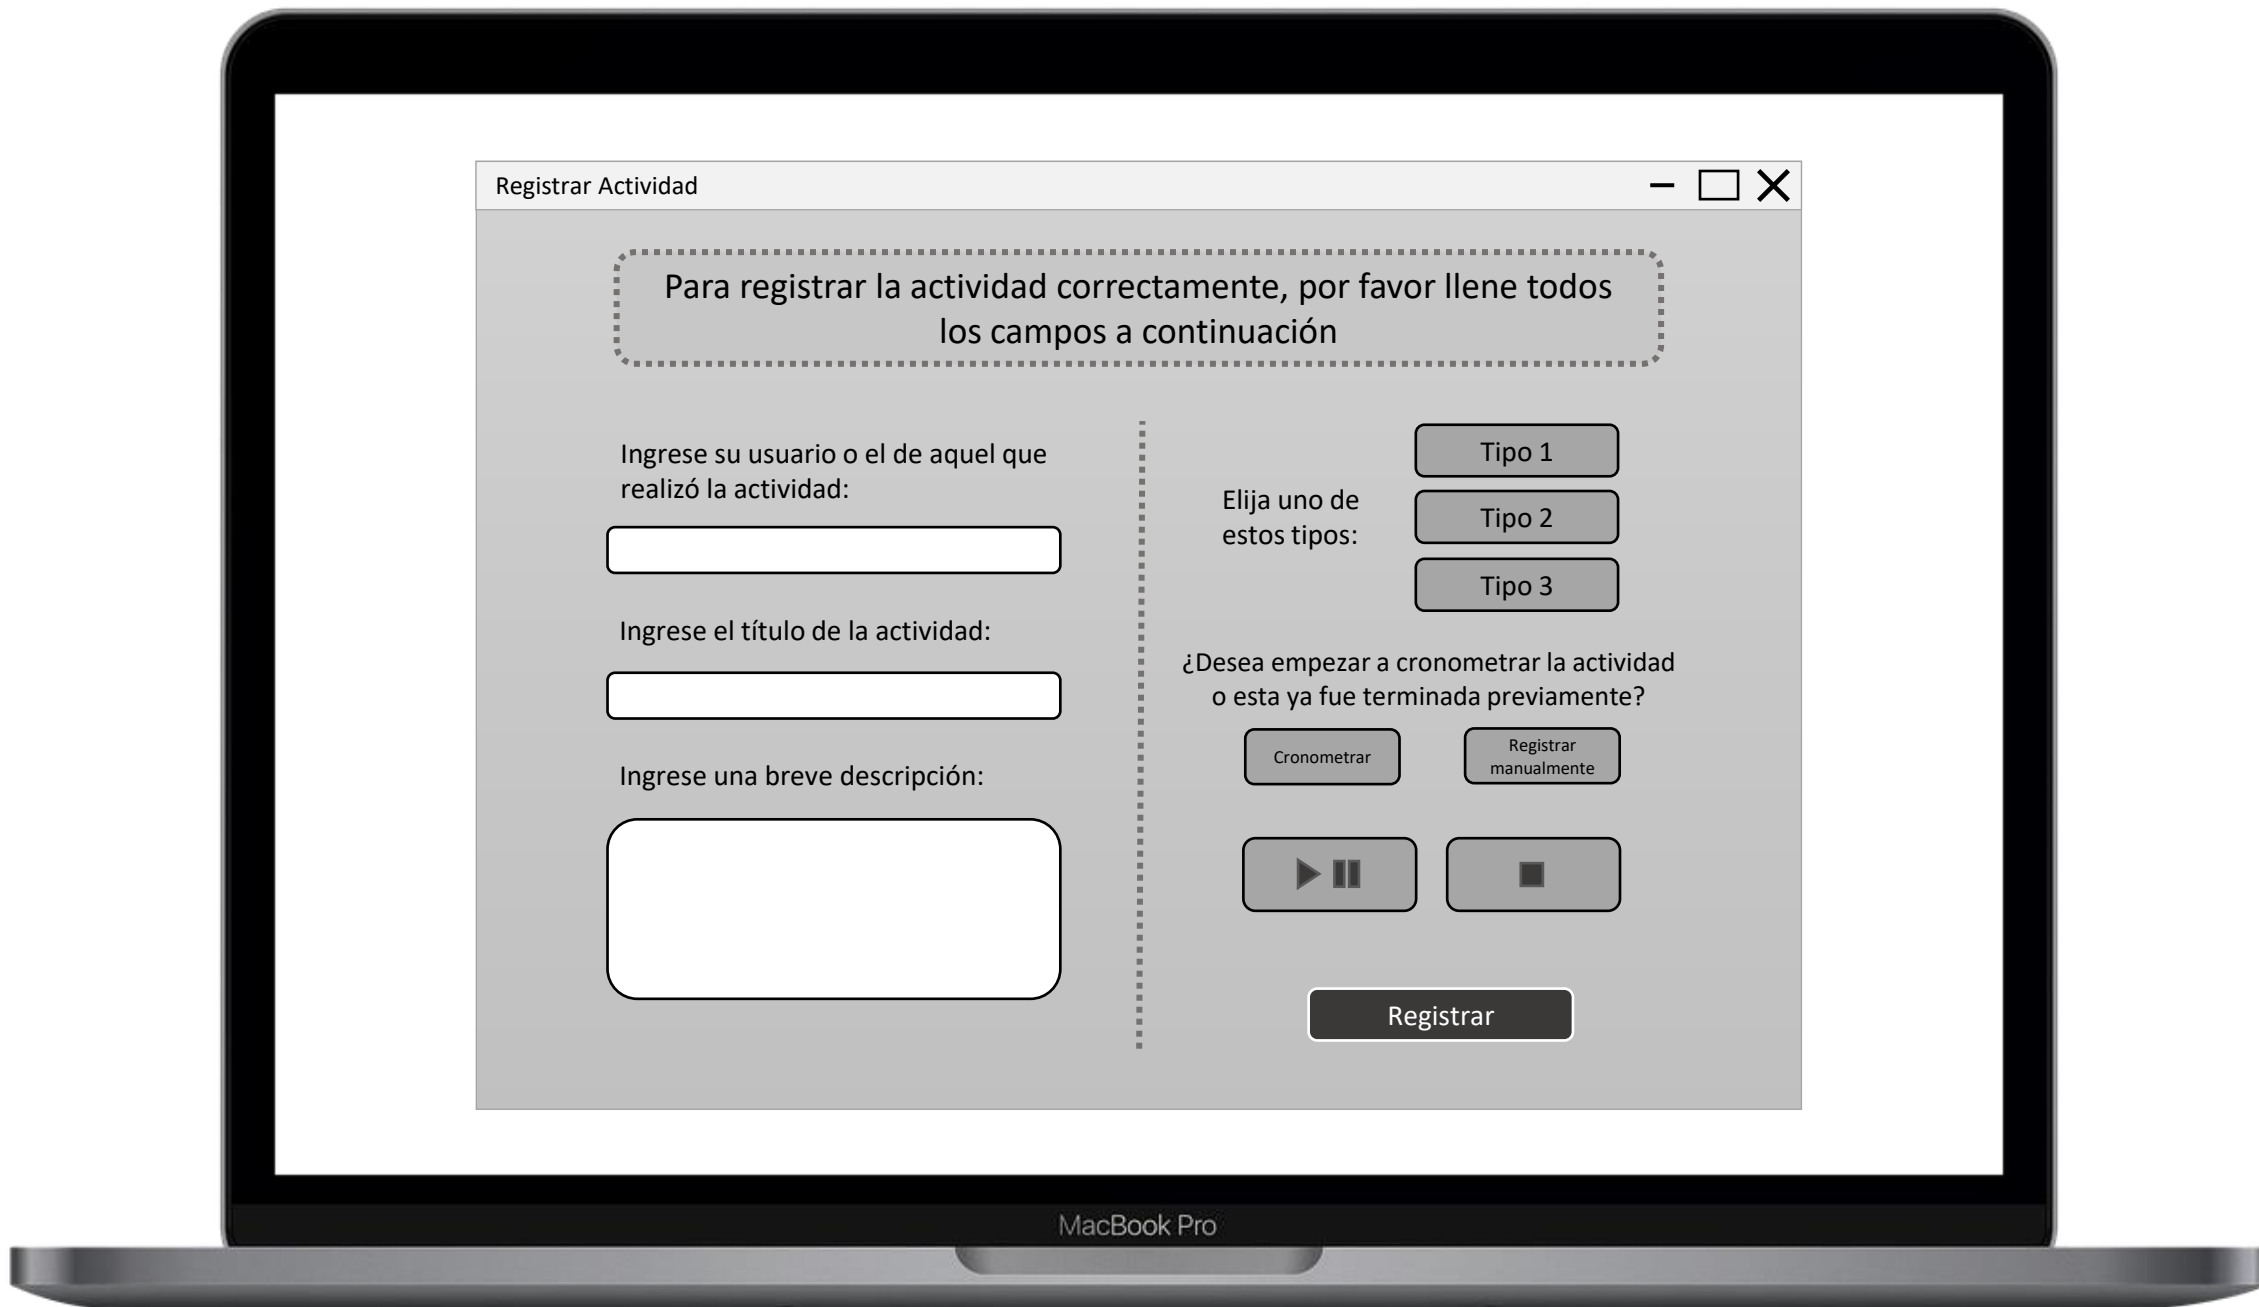 Registrar Actividad
Para registrar la actividad correctamente, por favor llene todos
los campos a continuación
Ingrese su usuario o el de aquel que
realizó la actividad:
Ingrese el título de la actividad:
Ingrese una breve descripción:
Elija uno de
estos tipos:
Tipo 1
Tipo 2
Tipo 3
¿Desea empezar a cronometrar la actividad
o esta ya fue terminada previamente?
Cronometrar
Registrar
manualmente
Registrar
MacBook Pro